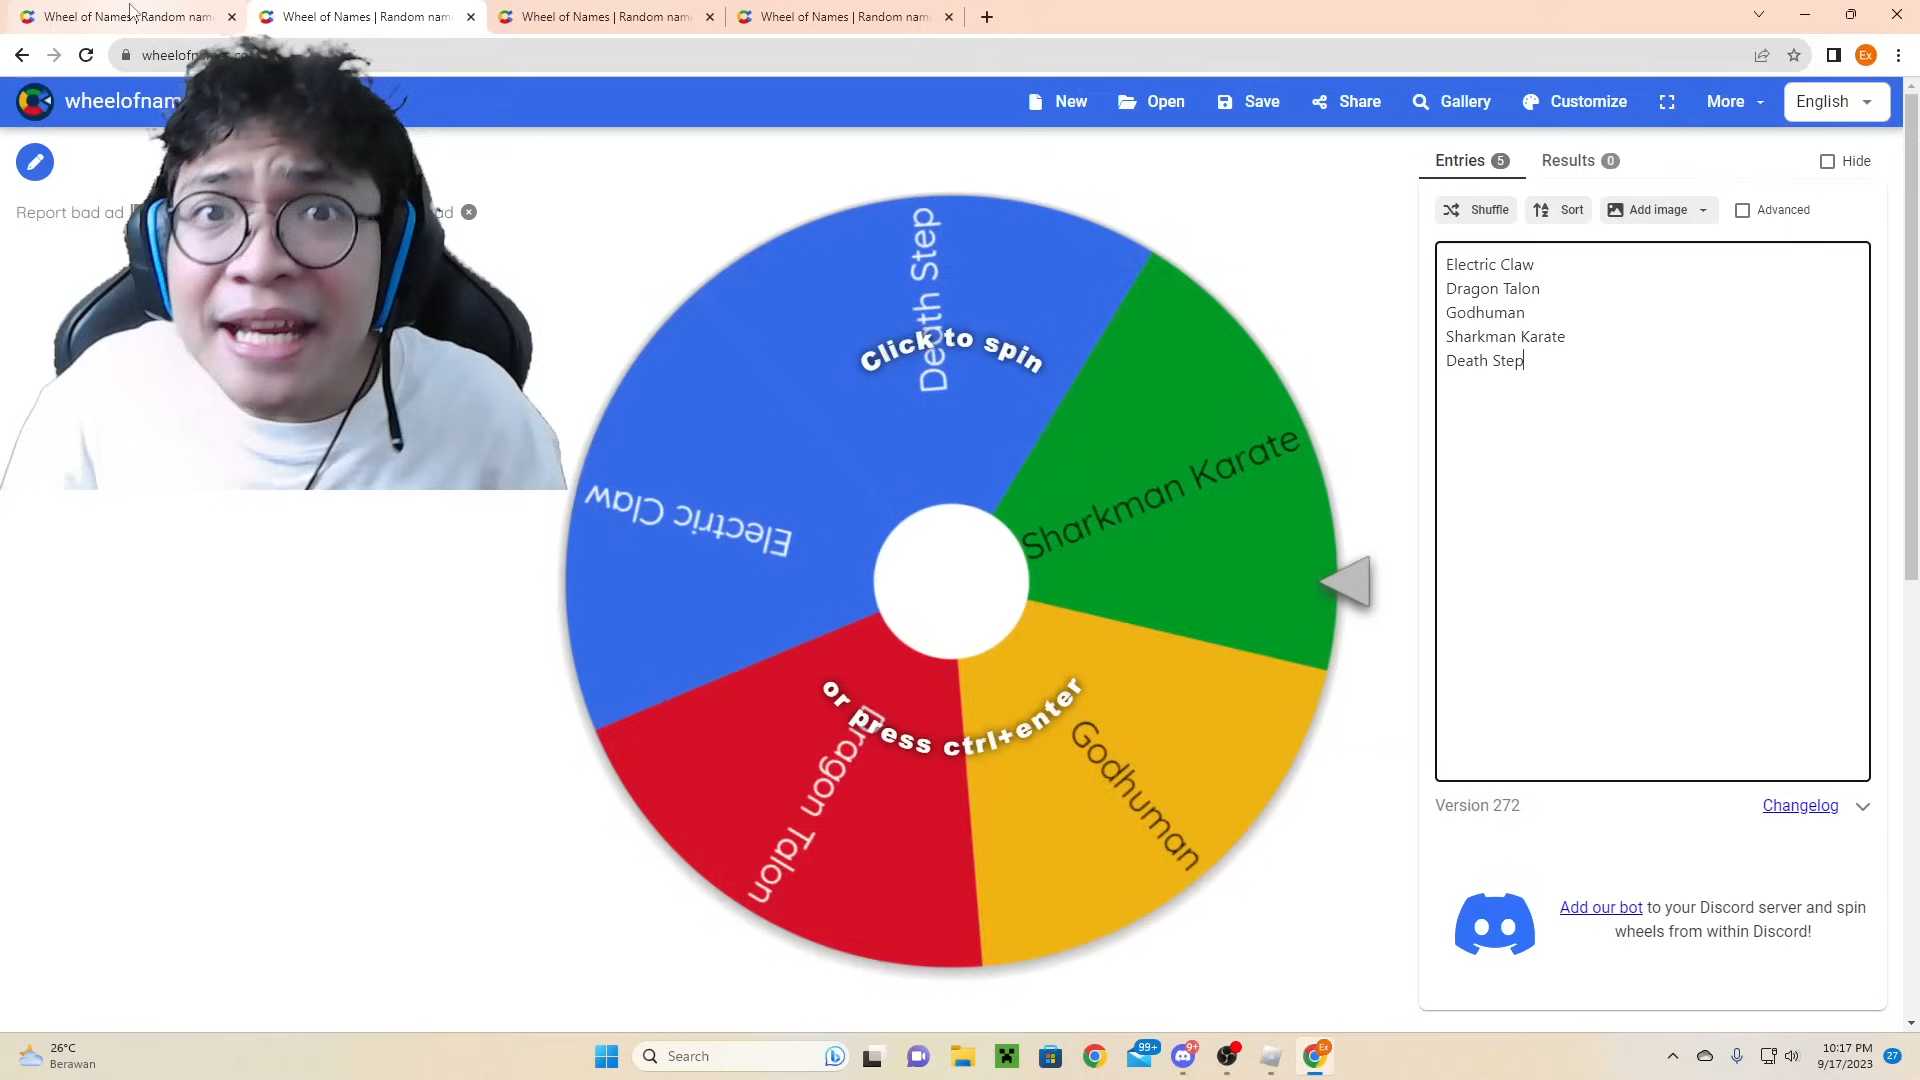 Wheel of Names | Random nam
Wheel of Names | Random nam
Wheel of Names | Random nam
Wheel of Names | Random nam
Ex
wheelofnam
New
Open
Save
Share
Gallery
Customize
More
English
Report bad ad
ad
Entries 5
Results 0
Hide
Shuffle
Sort
Add image
Advanced
Electric Claw
Dragon Talon
Godhuman
Sharkman Karate
Death Step
Death Step
Sharkman Karate
Godhuman
Dragon Talon
Electric Claw
Click to spin
or press ctrl+enter
Version 272
Changelog
Add our bot to your Discord server and spin
wheels from within Discord!
26°C
Berawan
Search
99+
9+
Ex
10:17 PM
9/17/2023
27